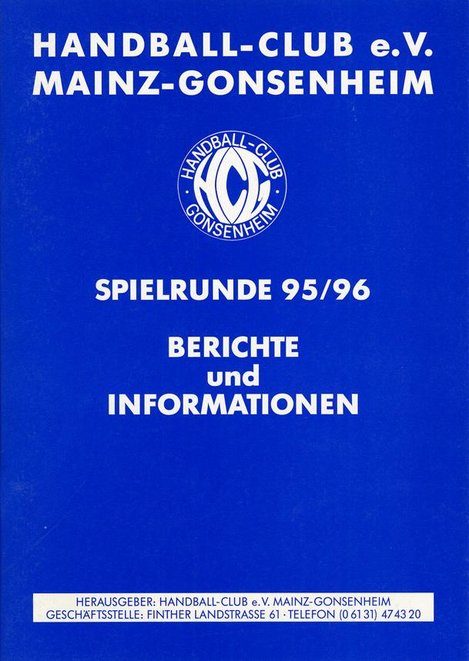 HANDBALL-CLUB e.V.
MAINZ-GONSENHEIM
HANDBALL-CLUB
HCG
· GONSENHEIM ·
SPIELRUNDE 95/96
BERICHTE
und
INFORMATIONEN
HERAUSGEBER: HANDBALL-CLUB e.V. MAINZ-GONSENHEIM
GESCHÄFTSSTELLE: FINTHER LANDSTRASSE 61 · TELEFON (0 61 31) 47 43 20